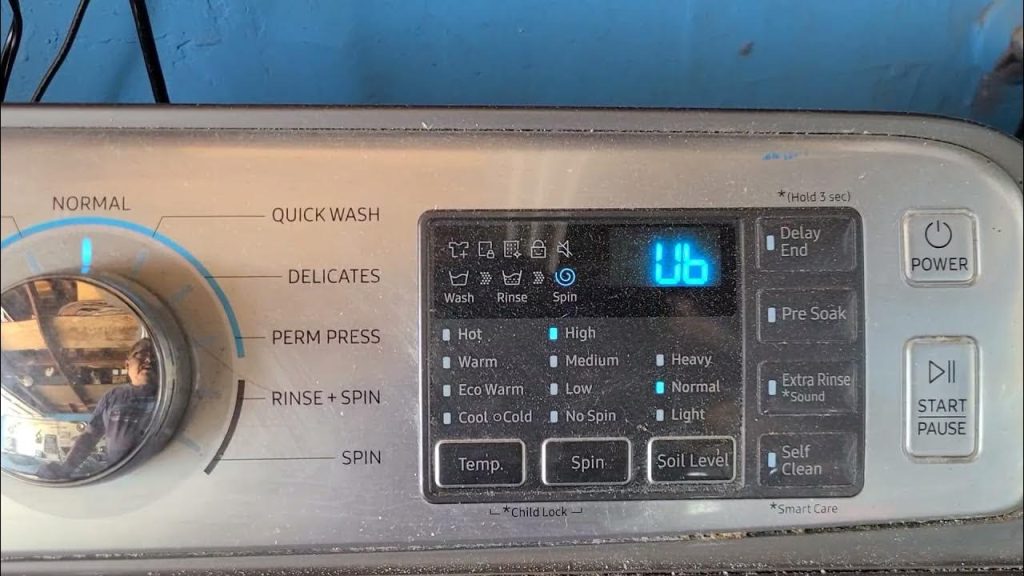 NORMAL
QUICK WASH
DELICATES
PERM PRESS
RINSE + SPIN
SPIN
Ub
Wash
Rinse
Spin
Hot
Warm
Eco Warm
Cool Cold
High
Medium
Low
No Spin
Heavy
Normal
Light
Temp.
Spin
Soil Level
*Child Lock
*(Hold 3 sec)
Delay
End
Pre Soak
Extra Rinse
*Sound
Self
Clean
*Smart Care
POWER
START
PAUSE